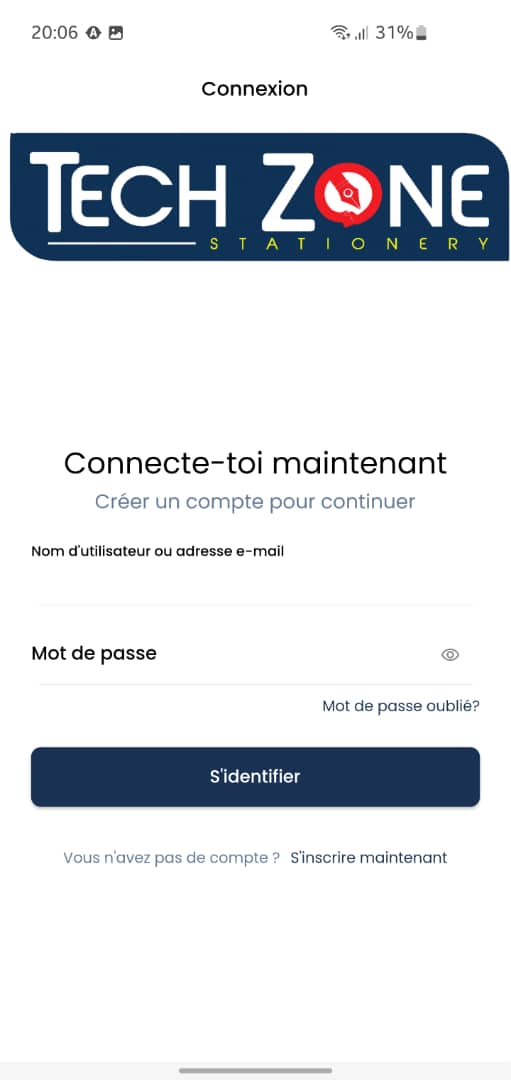 20:06 31%
Connexion
TECH ZONE
STATIONERY
Connecte-toi maintenant
Créer un compte pour continuer
Nom d'utilisateur ou adresse e-mail
Mot de passe
Mot de passe oublié?
S'identifier
Vous n'avez pas de compte ? S'inscrire maintenant